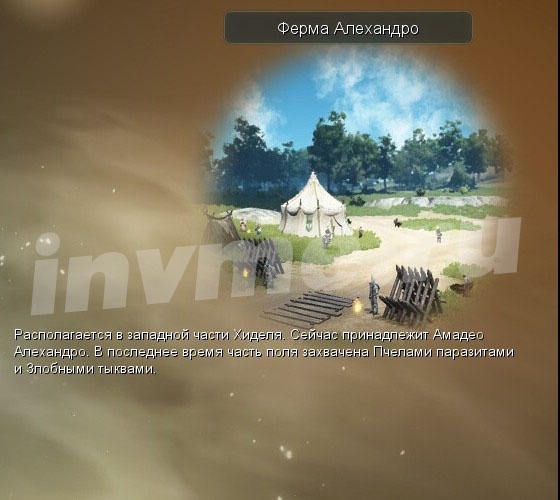 Ферма Алехандро
Располагается в западной части Хиделя. Сейчас принадлежит Амадео
Алехандро. В последнее время часть поля захвачена Пчелами паразитами
и Злобными тыквами.